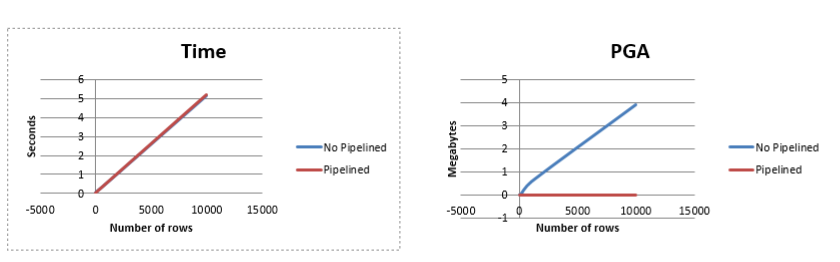 Time
6
5
4
3
2
1
0
-5000 0 5000 10000 15000
Seconds
Number of rows
No Pipelined
Pipelined
PGA
5
4
3
2
1
0
-1
-5000 0 5000 10000 15000
Megabytes
Number of rows
No Pipelined
Pipelined